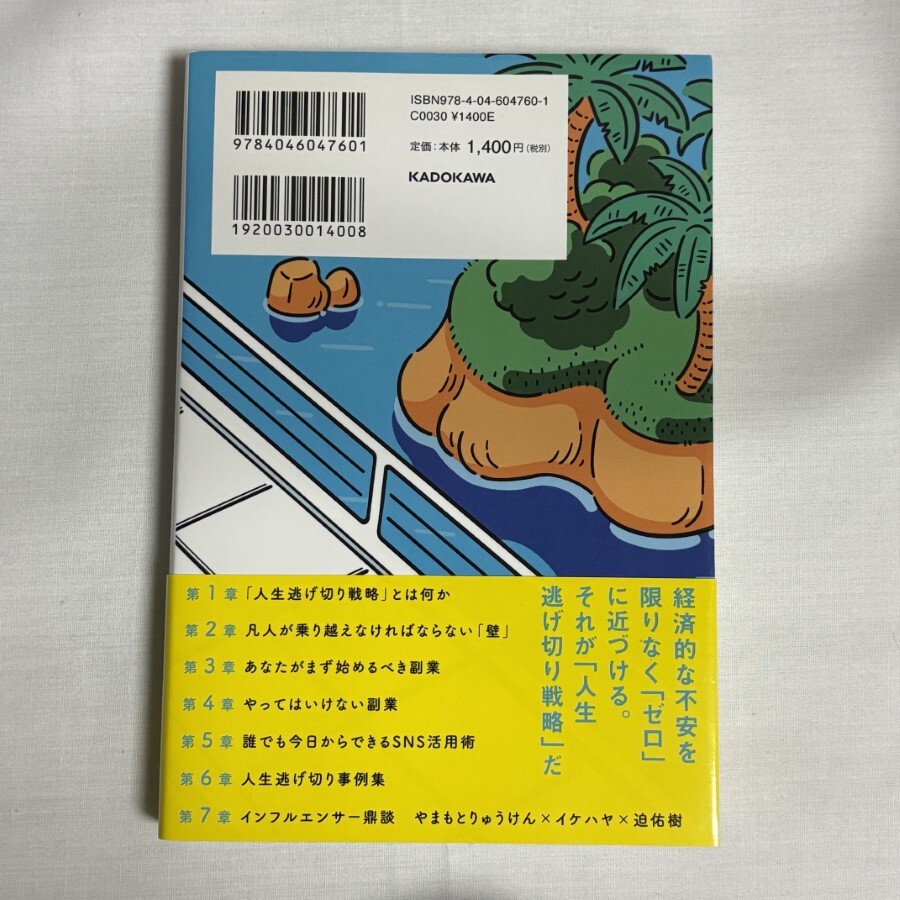 ISBN978-4-04-604760-1
C0030 ¥1400E
定価：本体 1,400円（税別）
KADOKAWA
9784046047601
1920030014008
経済的な不安を
限りなく「ゼロ」
に近づける。
それが「人生
逃げ切り戦略」だ
第1章 「人生逃げ切り戦略」とは何か
第2章 凡人が乗り越えなければならない「壁」
第3章 あなたがまず始めるべき副業
第4章 やってはいけない副業
第5章 誰でも今日からできるSNS活用術
第6章 人生逃げ切り事例集
第7章 インフルエンサー鼎談 やまもとりゅうけん×イケハヤ×迫佑樹